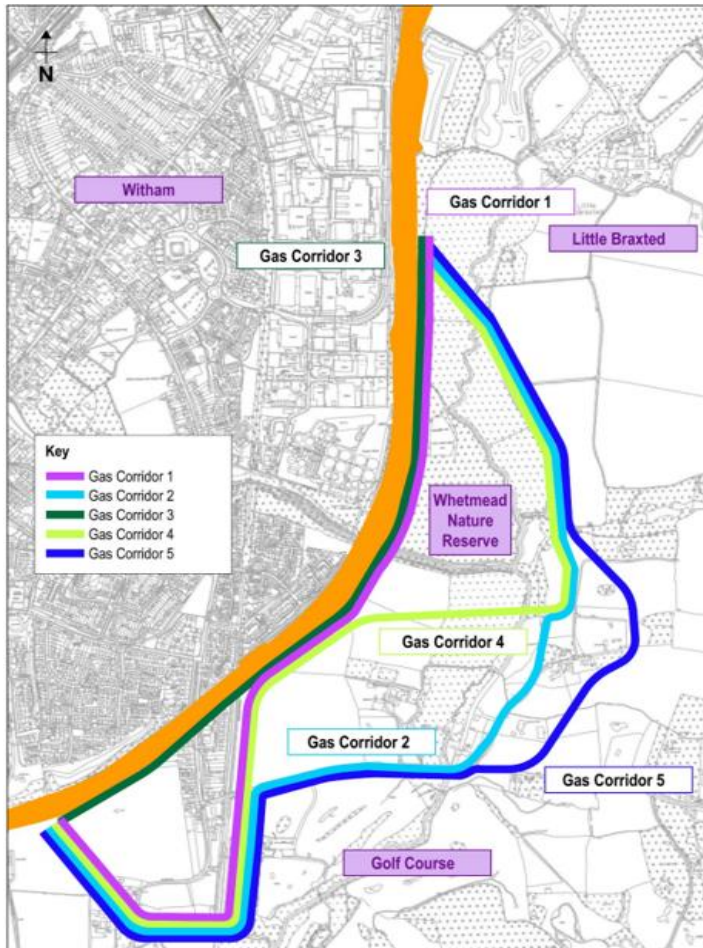 N
Witham
Gas Corridor 1
Little Braxted
Gas Corridor 3
Key
Gas Corridor 1
Gas Corridor 2
Gas Corridor 3
Gas Corridor 4
Gas Corridor 5
Whetmead
Nature
Reserve
Gas Corridor 4
Gas Corridor 2
Gas Corridor 5
Golf Course